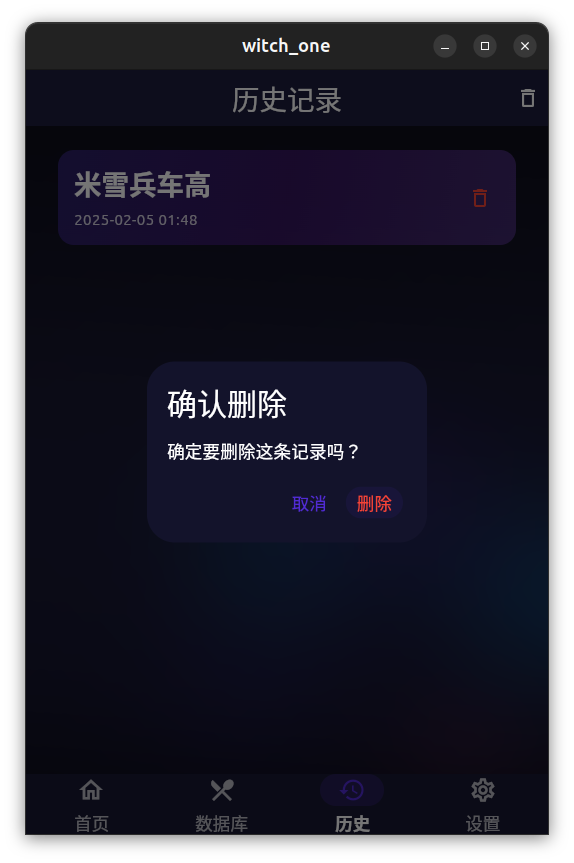 witch_one
历史记录
米雪兵车高
2025-02-05 01:48
确认删除
确定要删除这条记录吗？
取消 删除
首页 数据库 历史 设置